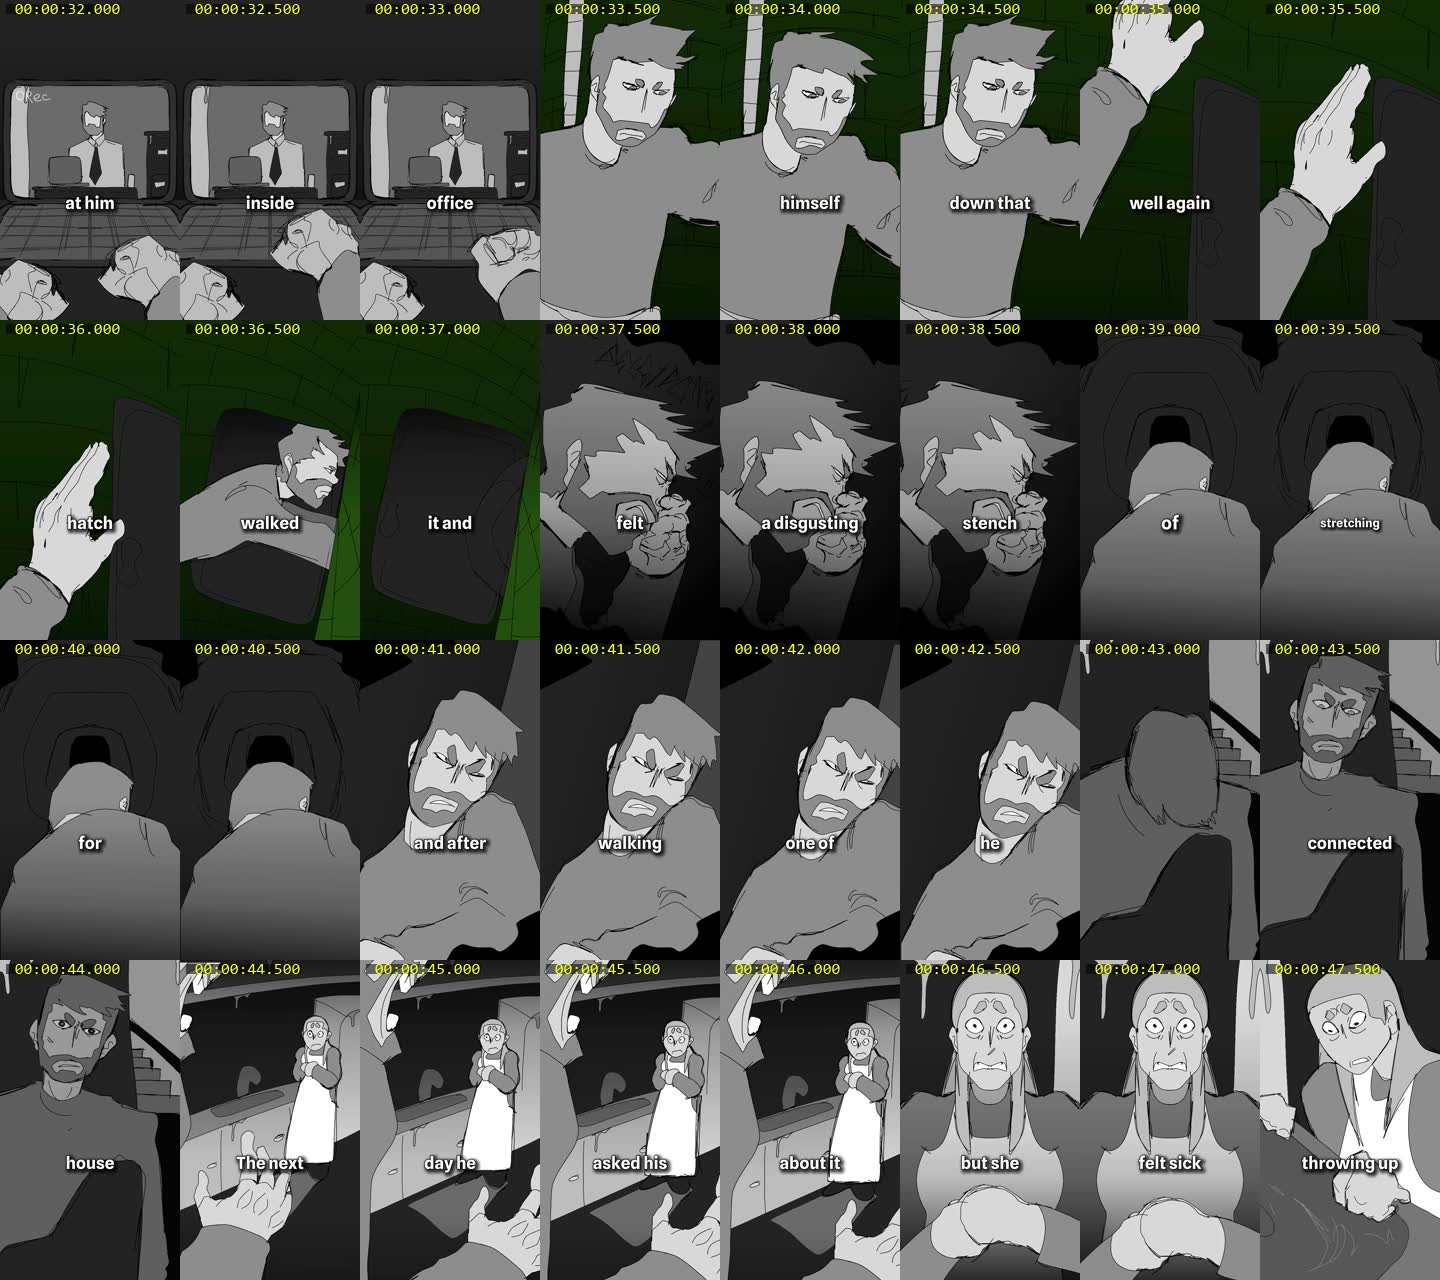 00:00:32.000
00:00:32.500
00:00:33.000
00:00:33.500
00:00:34.000
00:00:34.500
00:00:35.000
00:00:35.500
ORec
at him
inside
office
himself
down that
well again
00:00:36.000
00:00:36.500
00:00:37.000
00:00:37.500
00:00:38.000
00:00:38.500
00:00:39.000
00:00:39.500
hatch
walked
it and
felt
a disgusting
stench
of
stretching
00:00:40.000
00:00:40.500
00:00:41.000
00:00:41.500
00:00:42.000
00:00:42.500
00:00:43.000
00:00:43.500
for
and after
walking
one of
he
connected
00:00:44.000
00:00:44.500
00:00:45.000
00:00:45.500
00:00:46.000
00:00:46.500
00:00:47.000
00:00:47.500
house
The next
day he
asked his
about it
but she
felt sick
throwing up